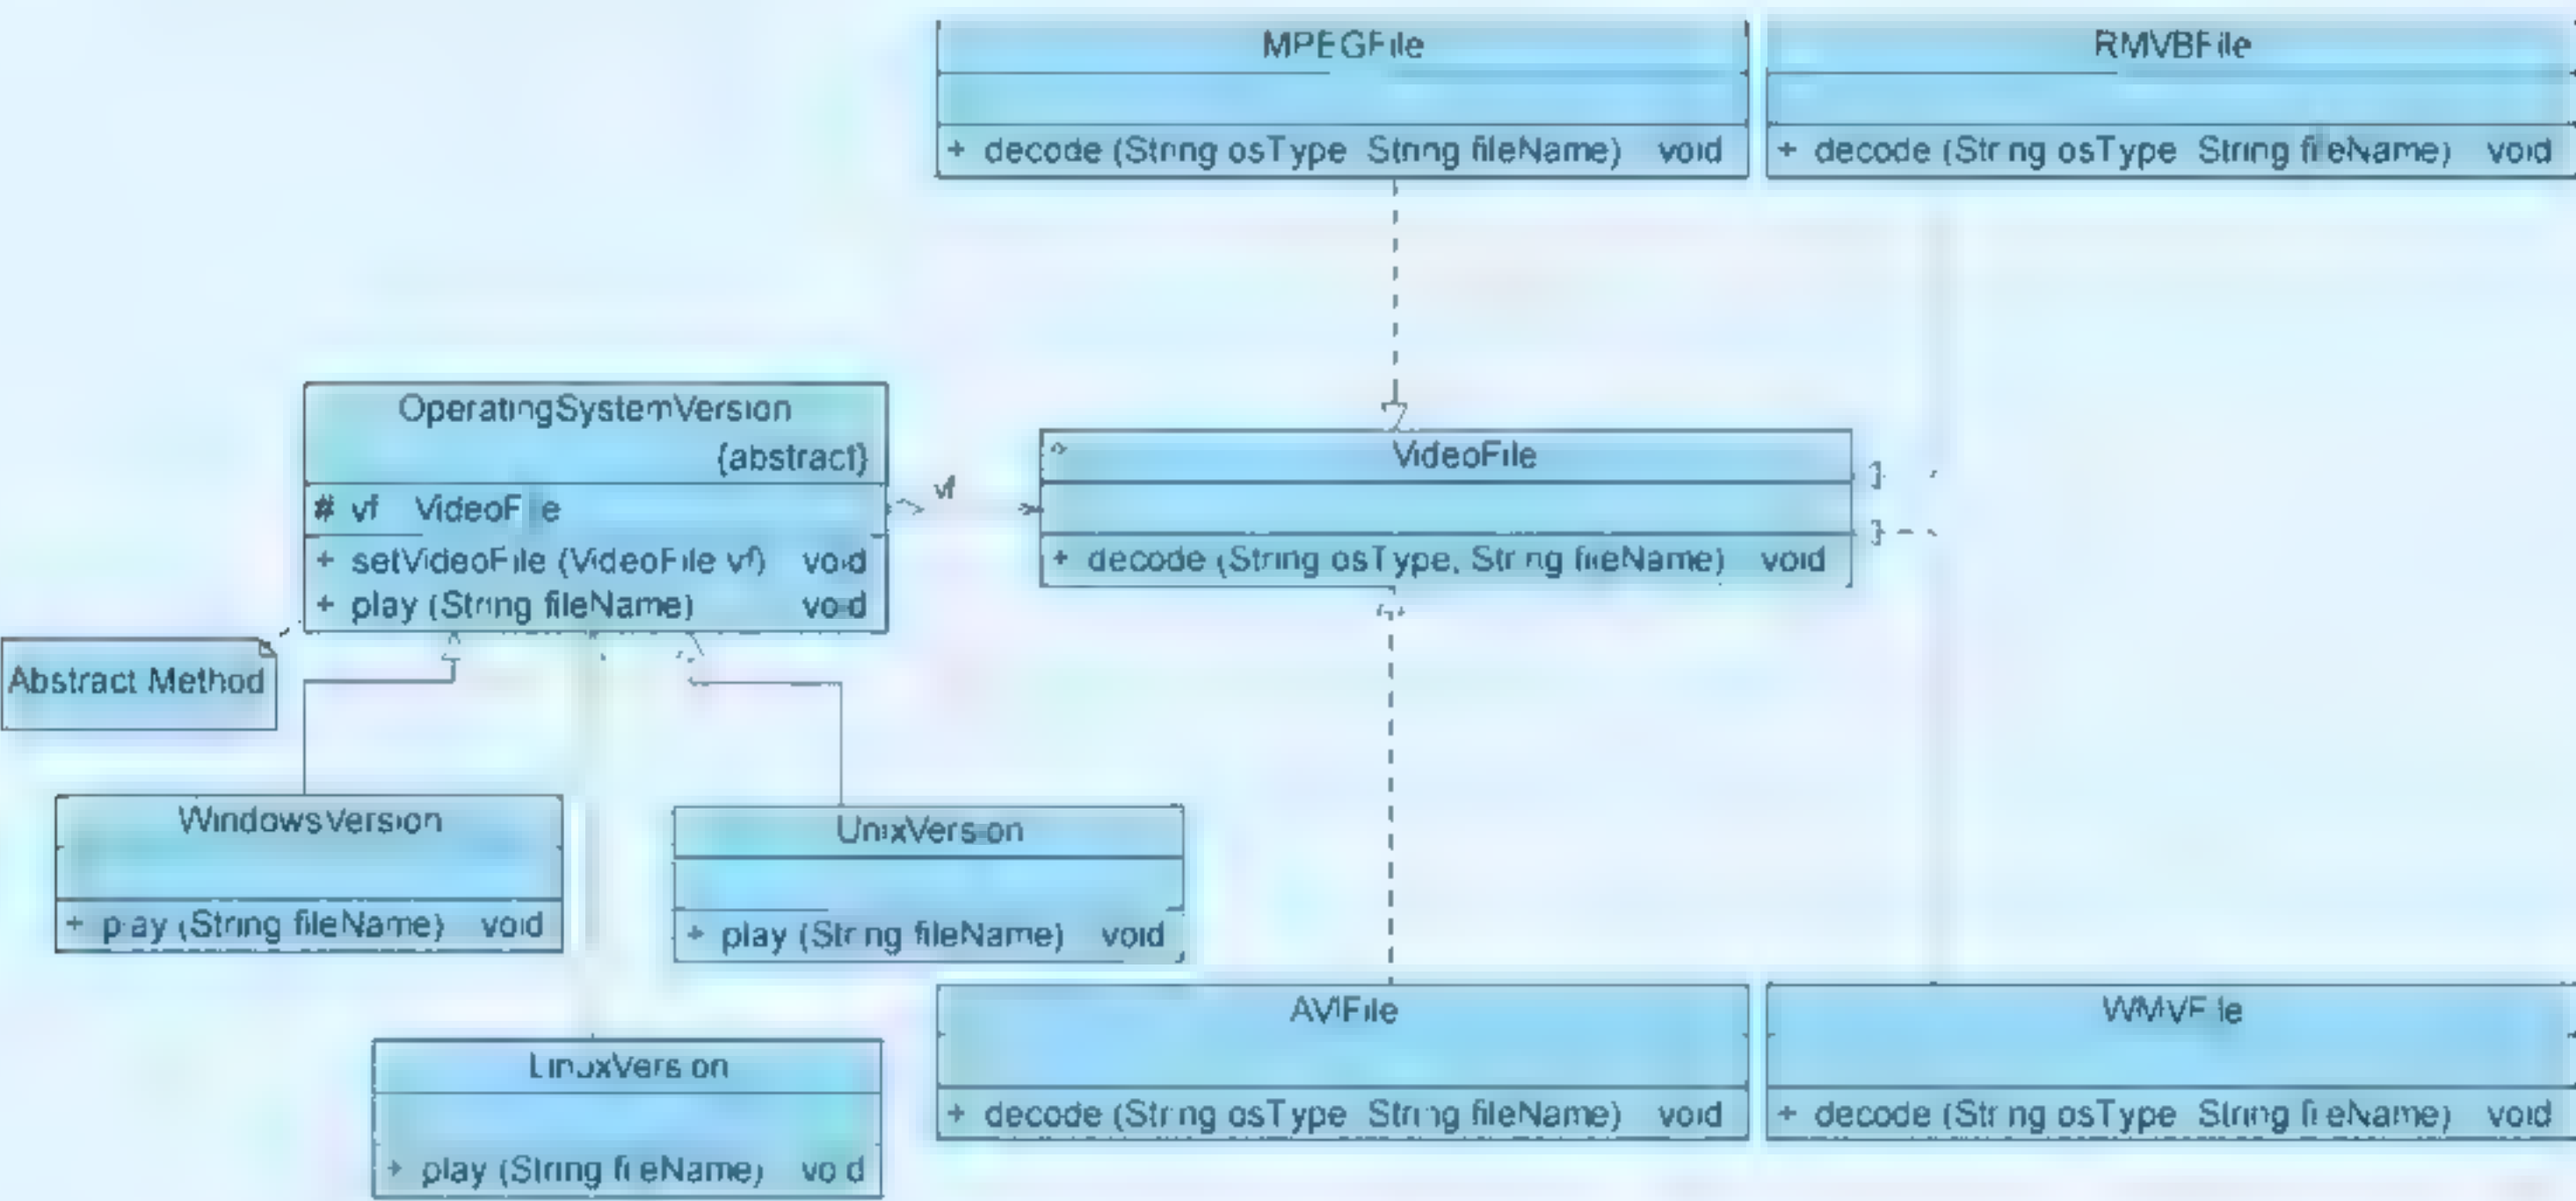 MPEGFile
+ decode (String osType String fileName) void
RMVBFile
+ decode (String osType String fileName) void
OperatingSystemVersion
{abstract}
# vf VideoFile
+ setVideoFile (VideoFile vf) void
+ play (String fileName) void
vf
VideoFile
+ decode (String osType, String fileName) void
Abstract Method
WindowsVersion
+ play (String fileName) void
UnixVersion
+ play (String fileName) void
LinuxVersion
+ play (String fileName) void
AVIFile
+ decode (String osType String fileName) void
WMVFile
+ decode (String osType String fileName) void